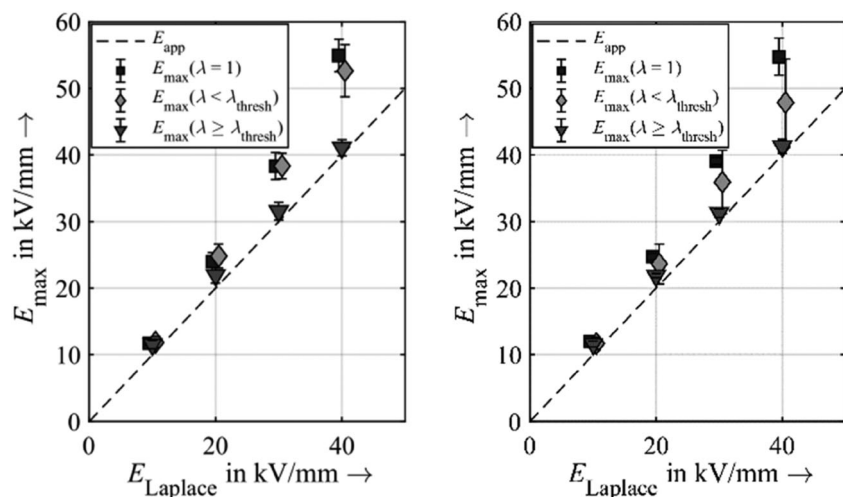 60
50
40
30
20
10
0
E_max in kV/mm →
E_app
E_max(λ = 1)
E_max(λ < λ_thresh)
E_max(λ ≥ λ_thresh)
0
20
40
E_Laplace in kV/mm →
60
50
40
30
20
10
0
E_max in kV/mm →
E_app
E_max(λ = 1)
E_max(λ < λ_thresh)
E_max(λ ≥ λ_thresh)
0
20
40
E_Laplace in kV/mm →